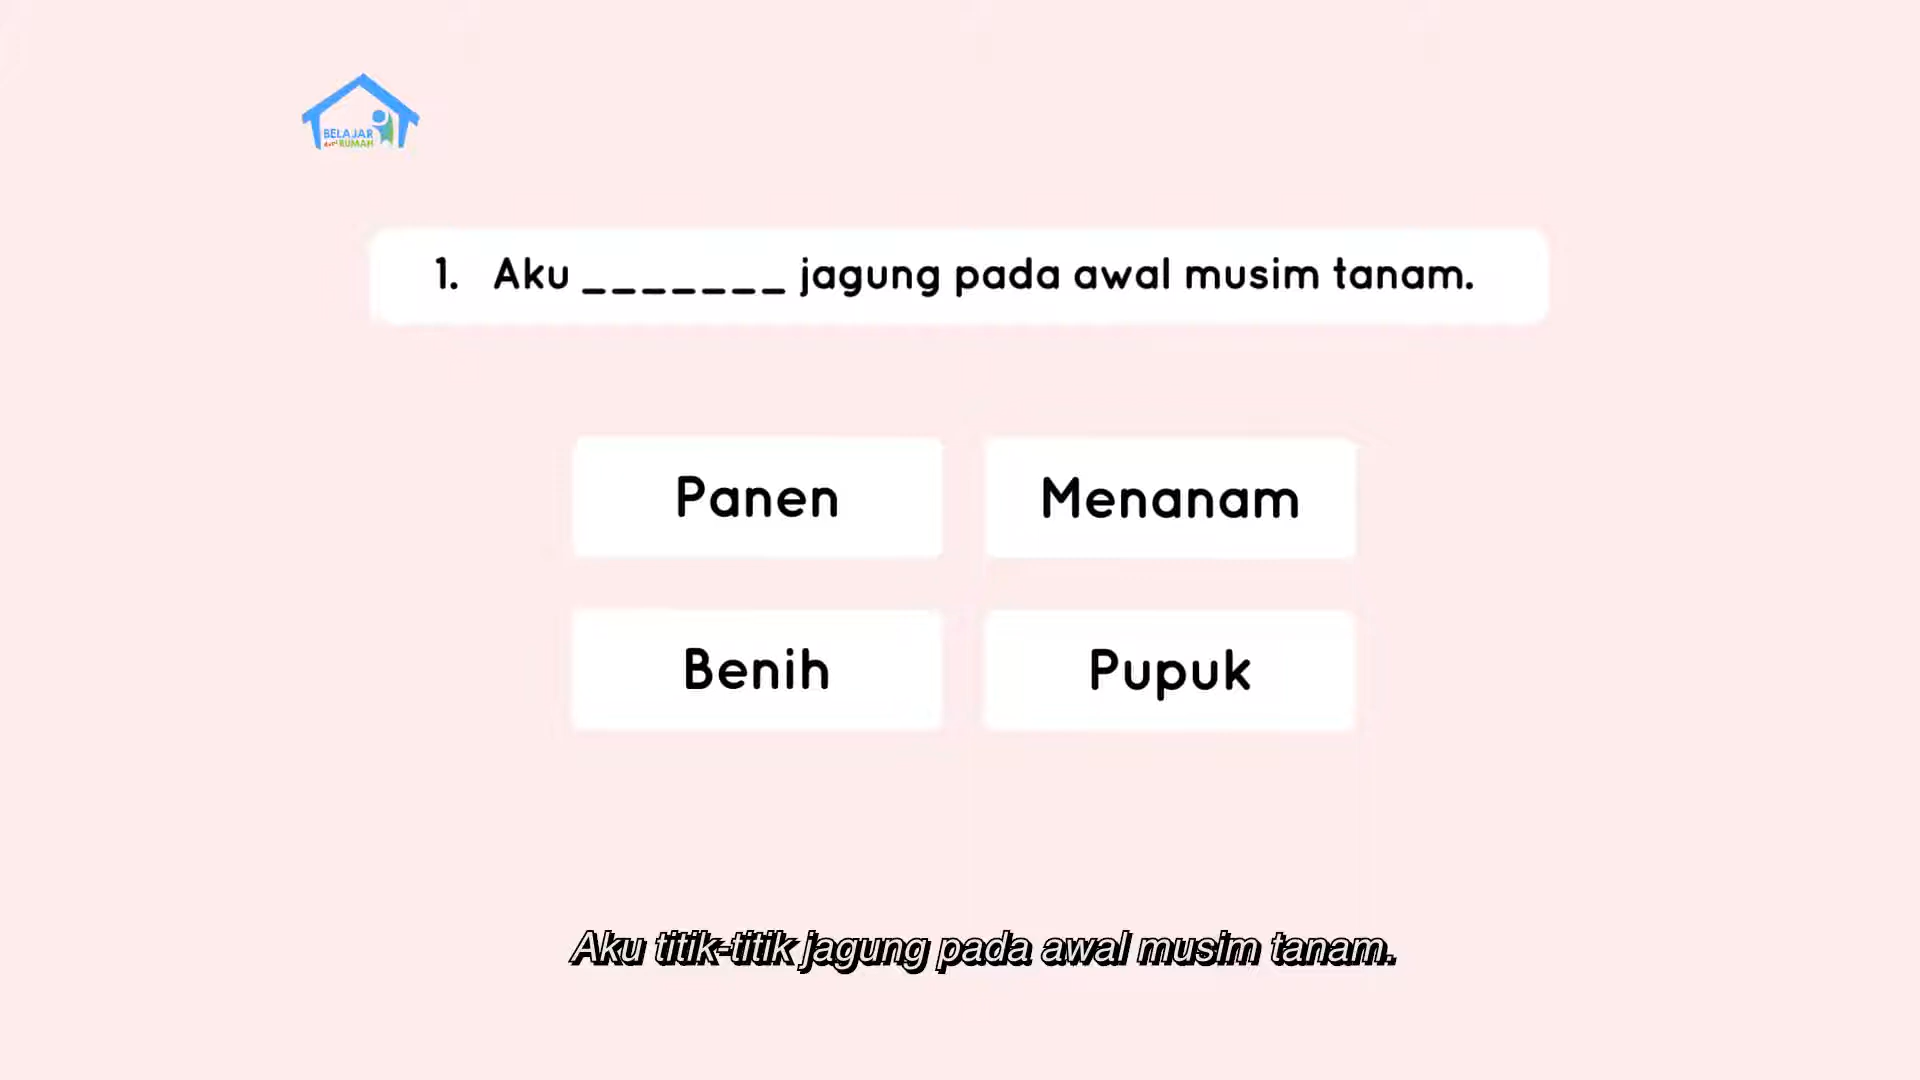 BELAJAR
dari RUMAH
1. Aku _______ jagung pada awal musim tanam.
Panen
Menanam
Benih
Pupuk
Aku titik-titik jagung pada awal musim tanam.